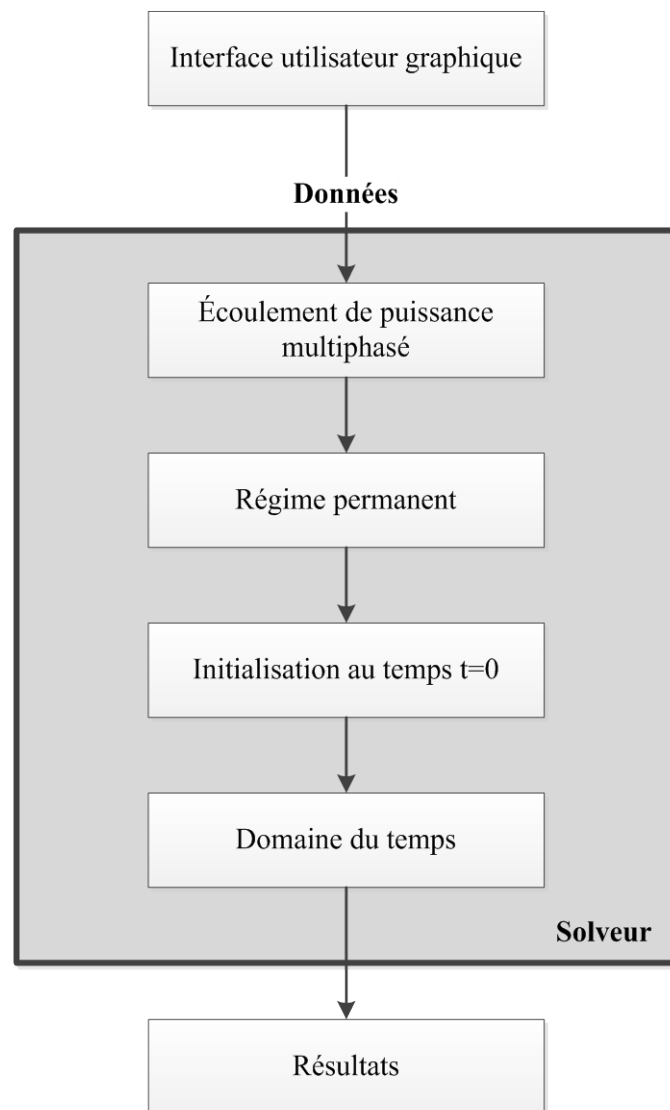 Interface utilisateur graphique
Données
Écoulement de puissance
multiphasé
Régime permanent
Initialisation au temps t=0
Domaine du temps
Solveur
Résultats